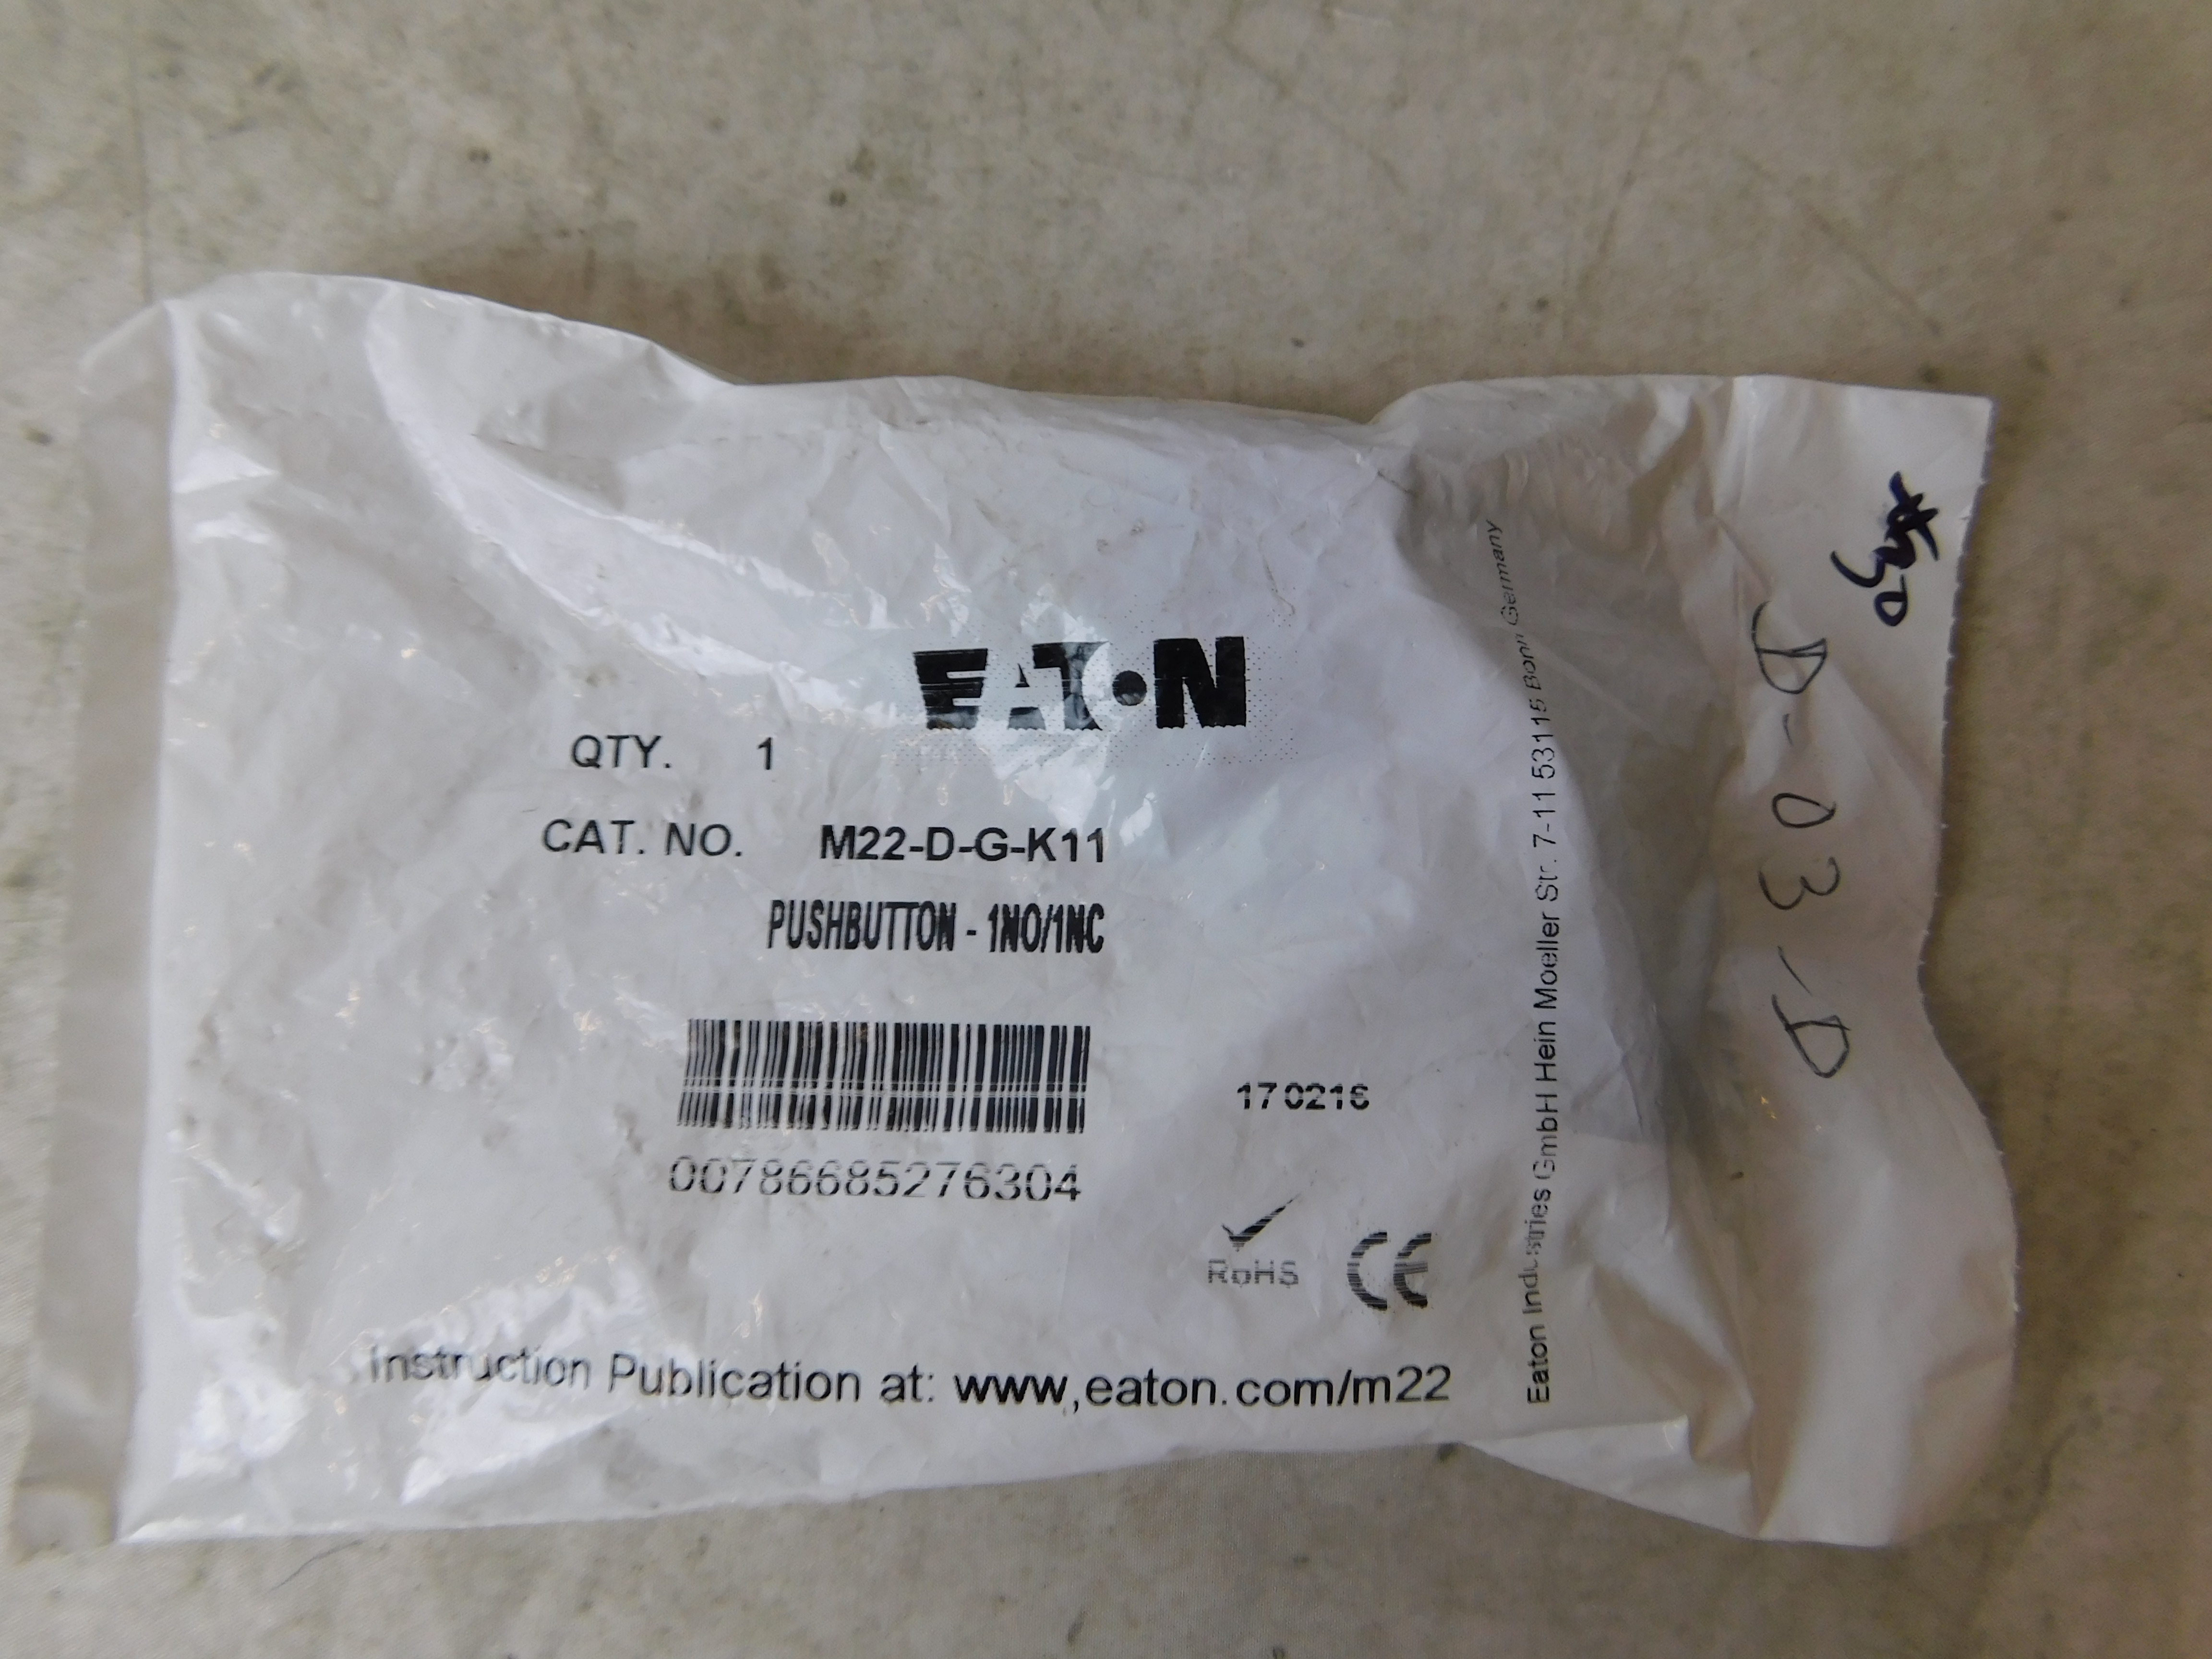 EATON
QTY. 1
CAT. NO. M22-D-G-K11
PUSHBUTTON - 1NO/1NC
00786685276304
170216
RoHS
CE
Instruction Publication at: www.eaton.com/m22
Eaton Industries GmbH Hein Moeller Str. 7-11 53115 Bonn Germany
D-03-D